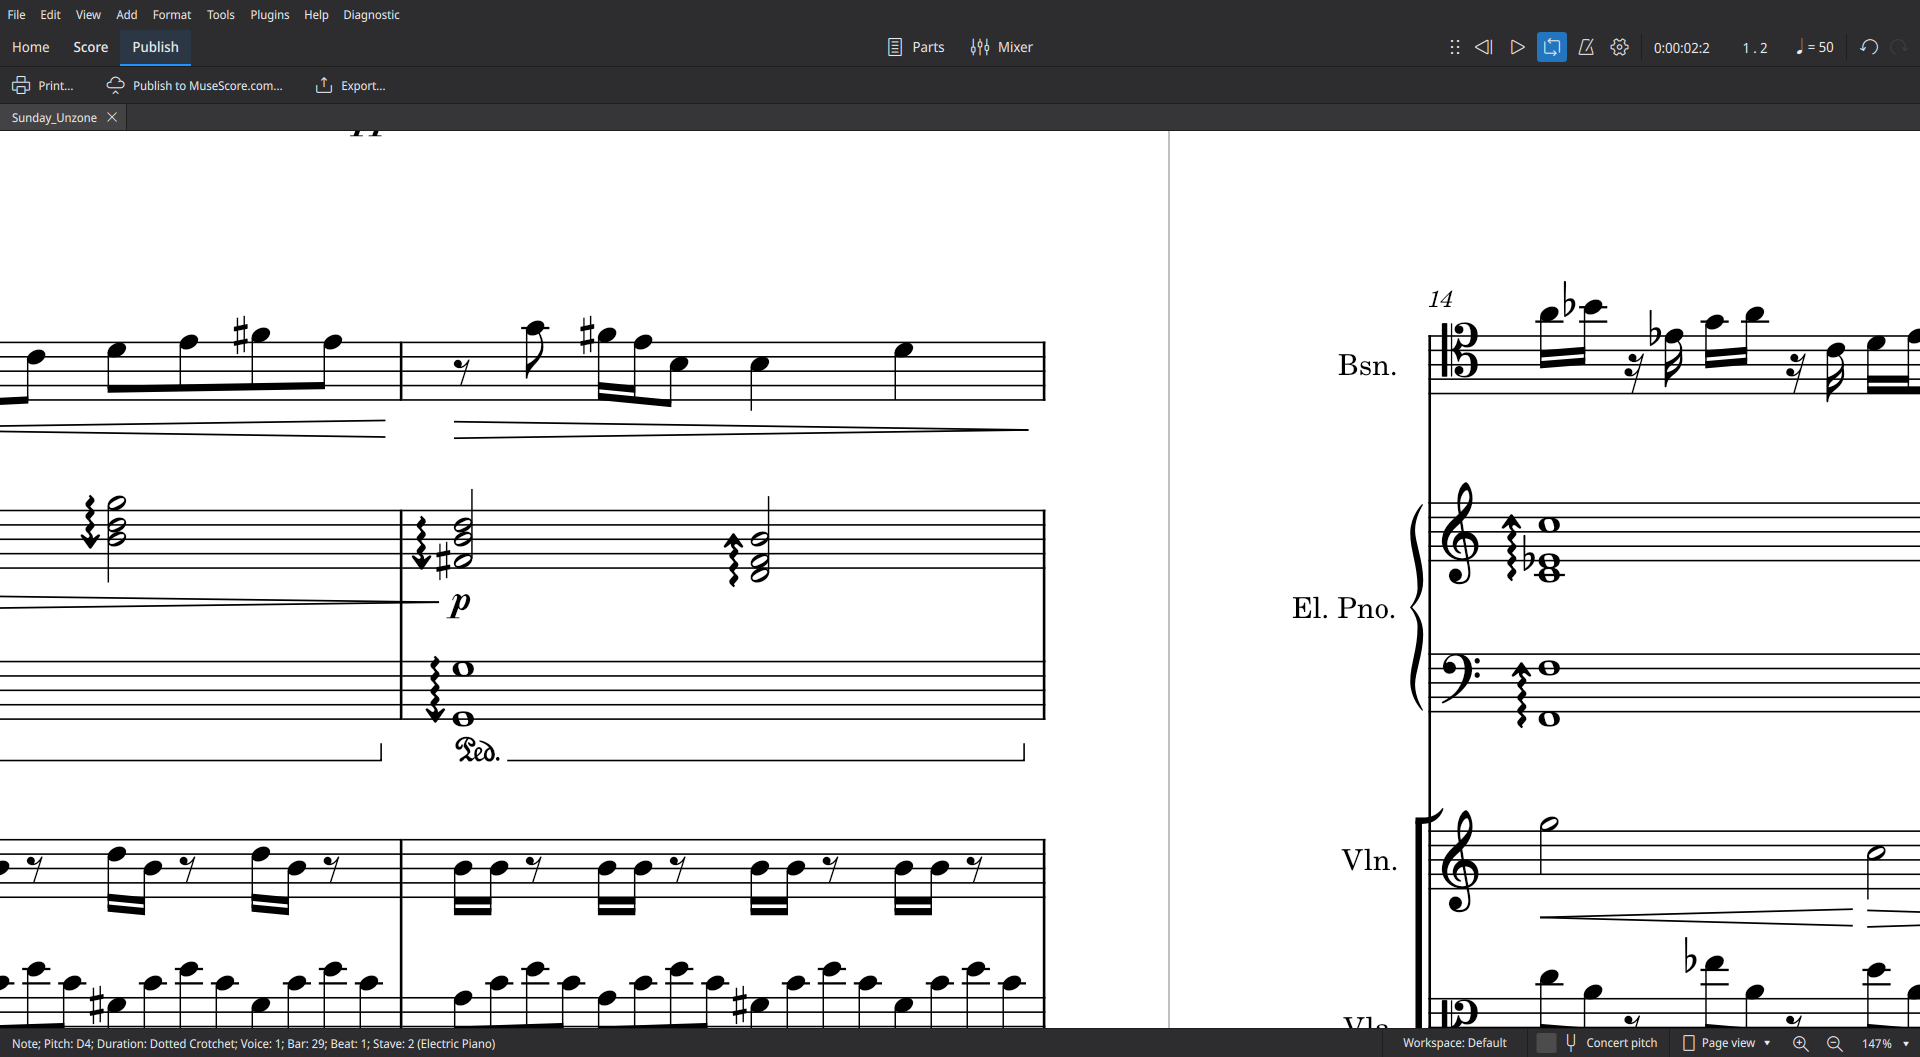 File Edit View Add Format Tools Plugins Help Diagnostic
Home Score Publish Parts Mixer 0:00:02:2 1 . 2 ♩ = 50
Print... Publish to MuseScore.com... Export...
Sunday_Unzone
14
Bsn.
p
El. Pno.
Ped.
Vln.
Vla.
Note; Pitch: D4; Duration: Dotted Crotchet; Voice: 1; Bar: 29; Beat: 1; Stave: 2 (Electric Piano) Workspace: Default Concert pitch Page view 147%